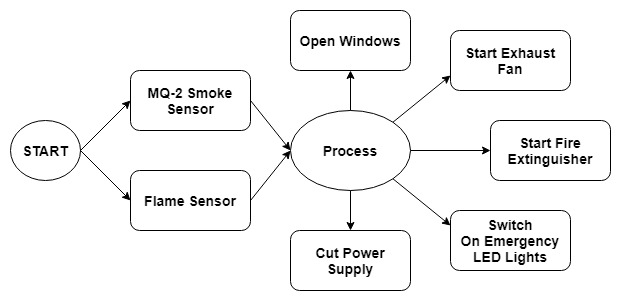 START
MQ-2 Smoke
Sensor
Flame Sensor
Process
Open Windows
Start Exhaust
Fan
Start Fire
Extinguisher
Switch
On Emergency
LED Lights
Cut Power
Supply